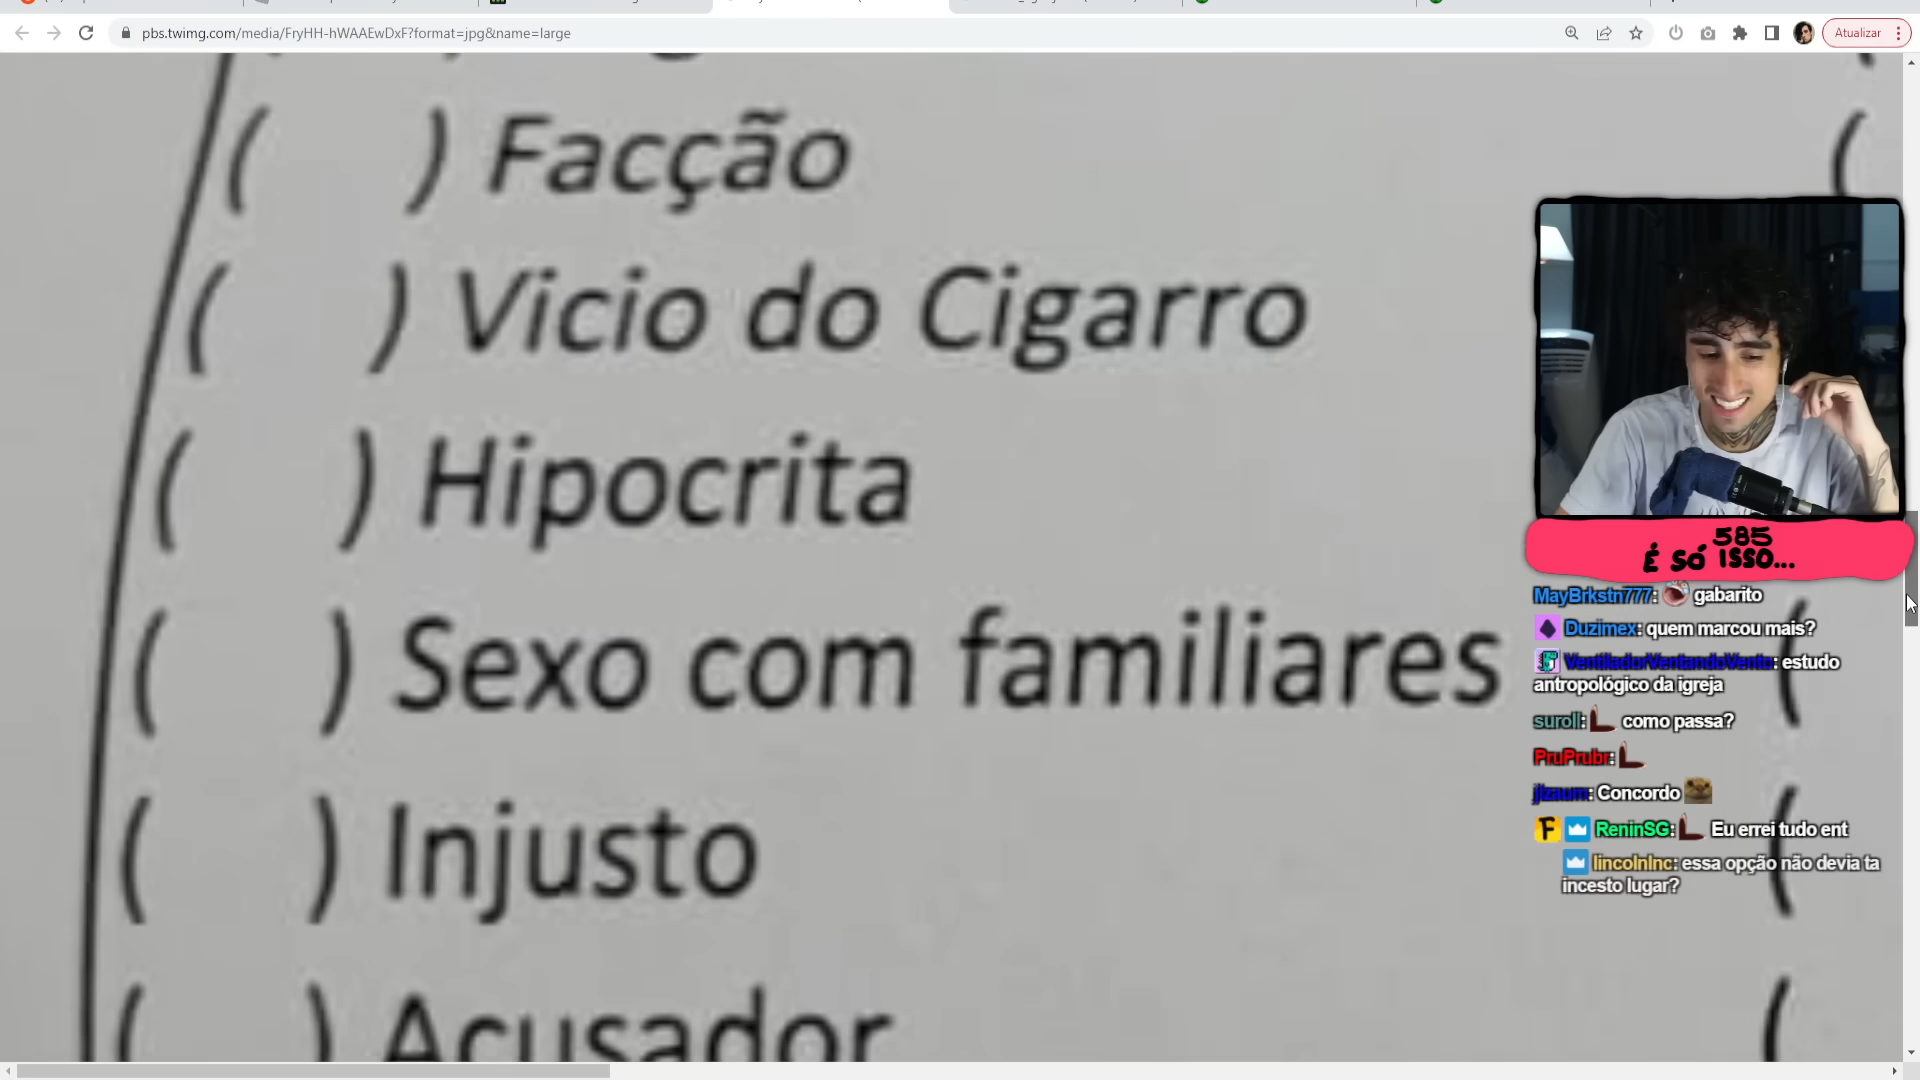 pbs.twimg.com/media/FryHH-hWAAEwDxF?format=jpg&name=large
Atualizar
( ) Facção (
( ) Vicio do Cigarro
( ) Hipocrita
( ) Sexo com familiares (
( ) Injusto (
( ) Acusador (
585
É SÓ ISSO...
MayBrkstn777: gabarito
Duzimex: quem marcou mais?
VentiladorVentandoVento: estudo
antropológico da igreja
suroll: como passa?
PruPrubr:
jlzaum: Concordo
ReninSG: Eu errei tudo ent
lincolnlnc: essa opção não devia ta
incesto lugar?